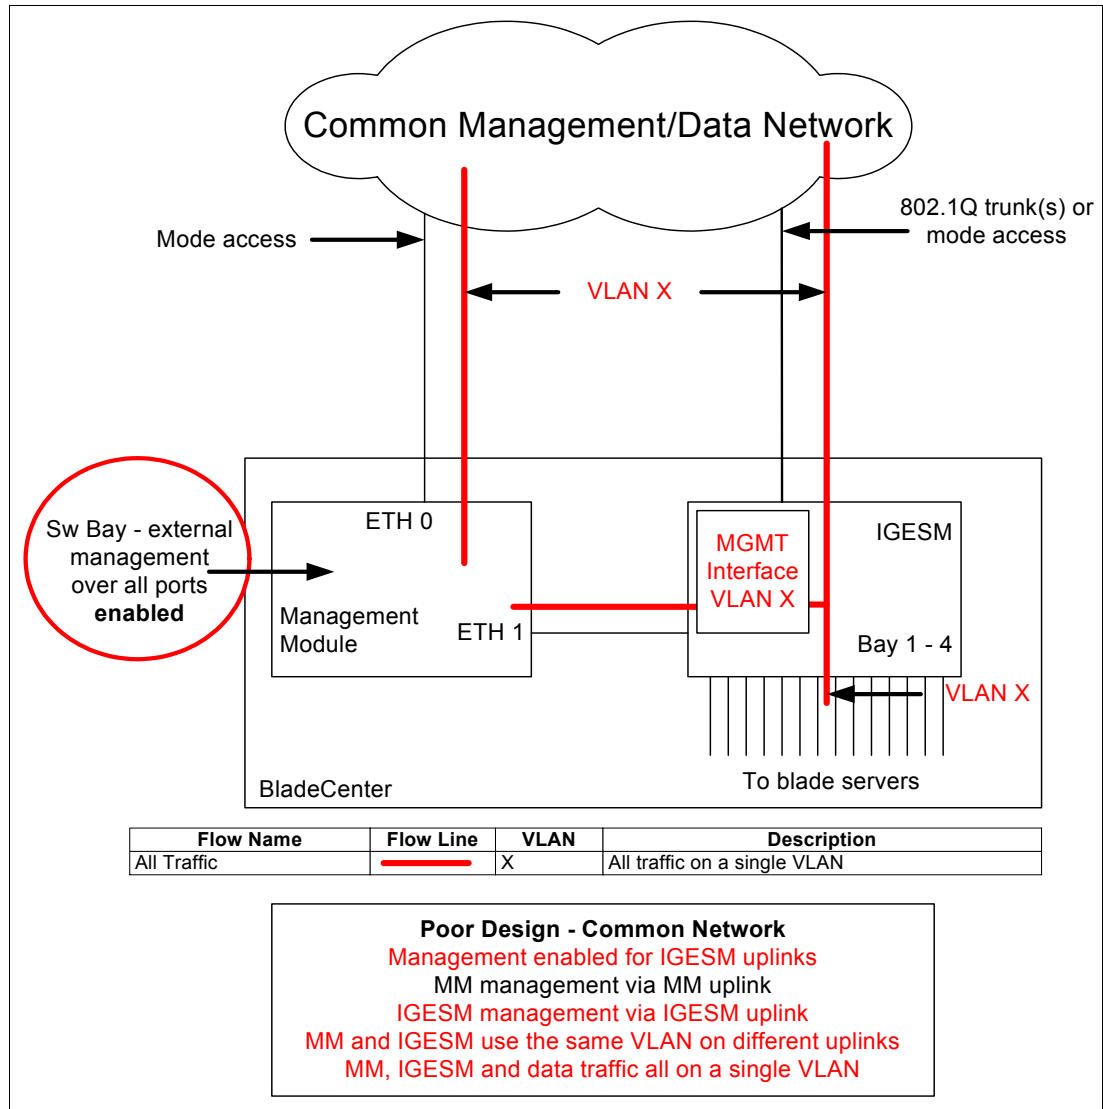 Common Management/Data Network
802.1Q trunk(s) or
mode access
Mode access
VLAN X
Sw Bay - external
management
over all ports
enabled
ETH 0
Management
Module
ETH 1
MGMT
Interface
VLAN X
IGESM
Bay 1 - 4
VLAN X
To blade servers
BladeCenter
Flow Name Flow Line VLAN Description
All Traffic X All traffic on a single VLAN
Poor Design - Common Network
Management enabled for IGESM uplinks
MM management via MM uplink
IGESM management via IGESM uplink
MM and IGESM use the same VLAN on different uplinks
MM, IGESM and data traffic all on a single VLAN